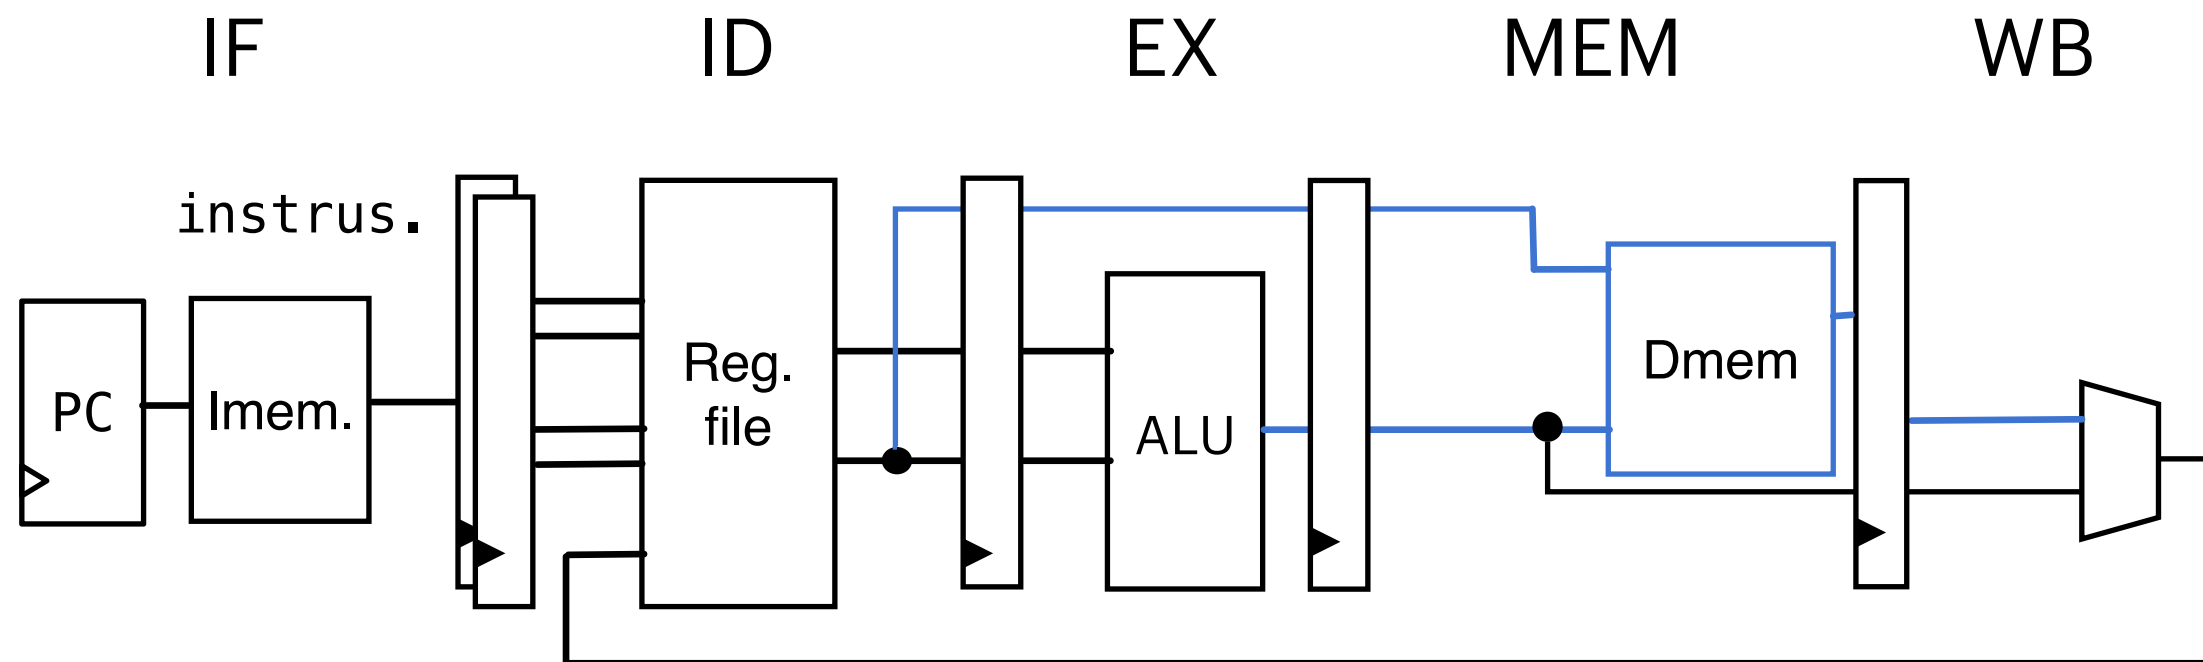 IF ID EX MEM WB
instrus.
PC
Imem.
Reg.
file
ALU
Dmem